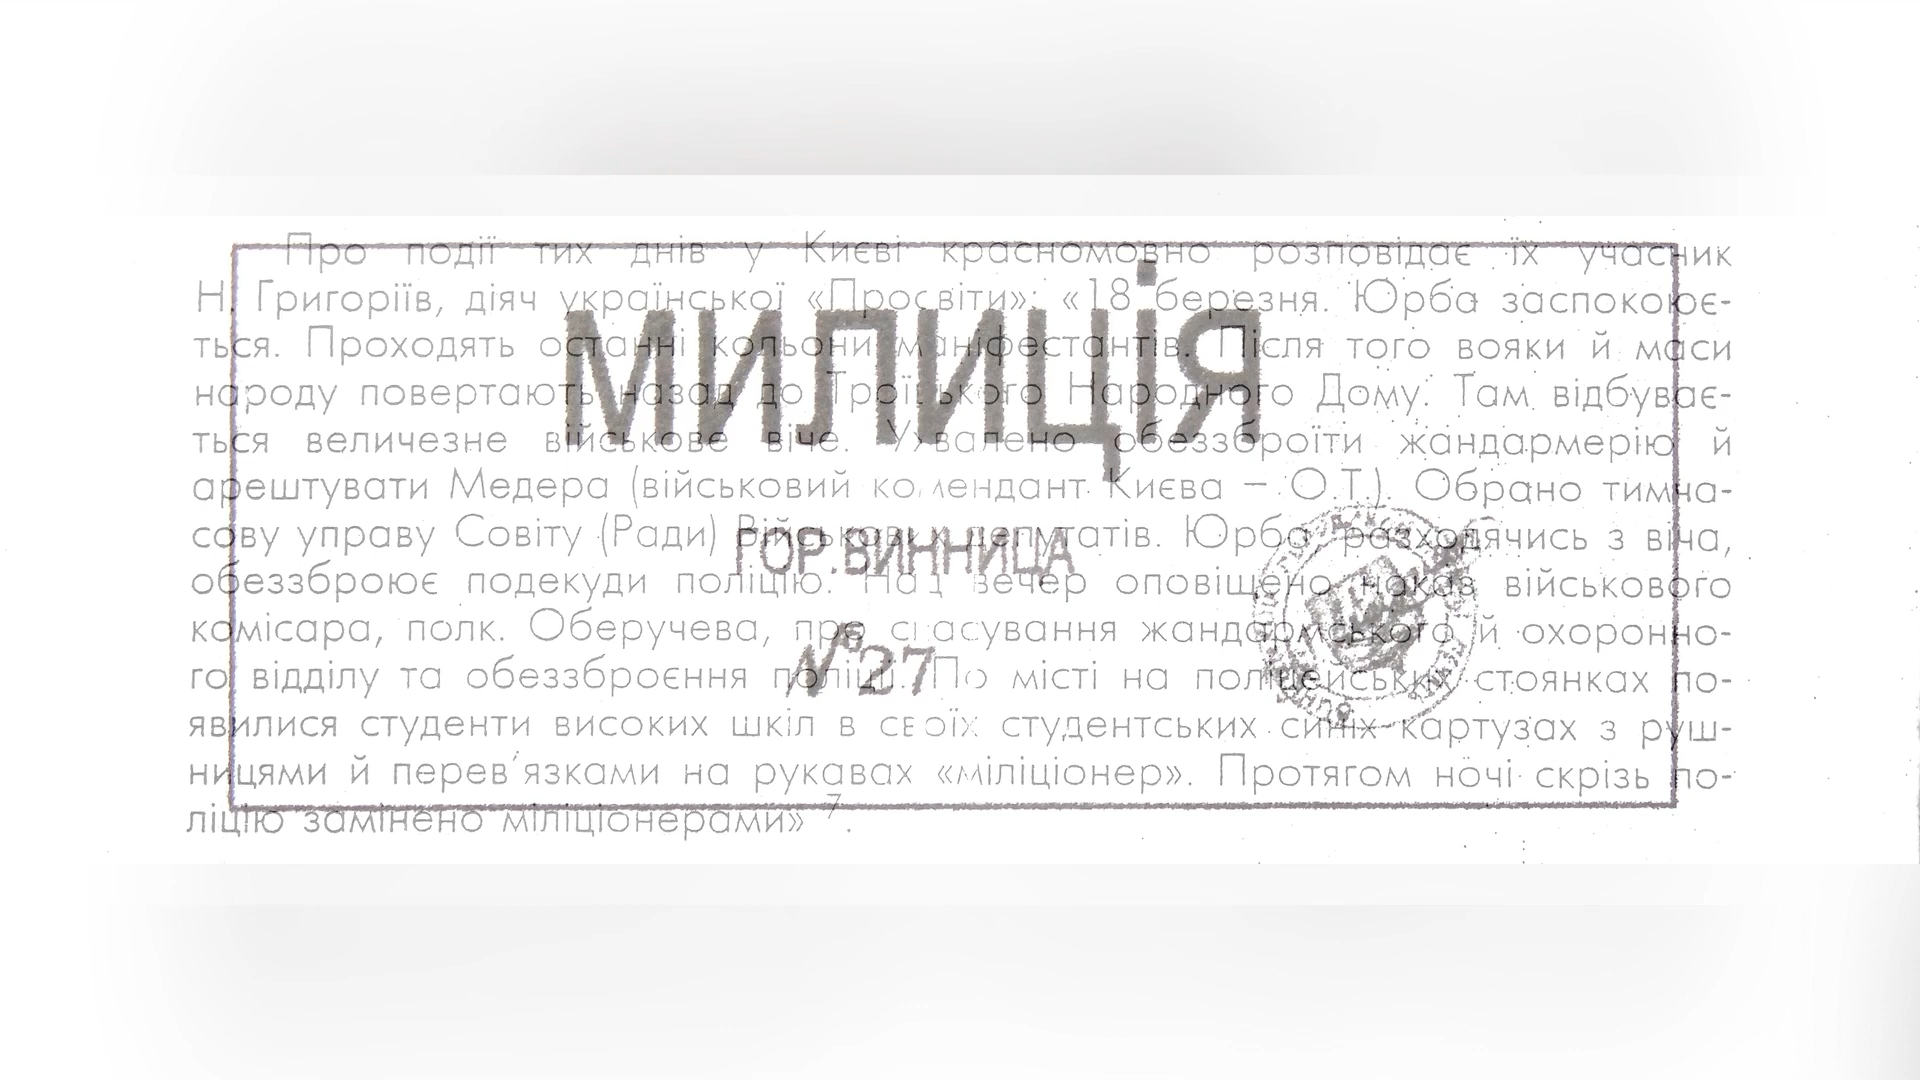 Про події тих днів у Києві красномовно розповідає їх учасник
Н. Григоріїв, діяч української «Просвіти»: «18 березня. Юрба заспокоює-
ться. Проходять останні кольони маніфестантів. Після того вояки й маси
народу повертають назад до Троїцького Народного Дому. Там відбуває-
ться величезне військове віче. Ухвалено обеззброїти жандармерію й
арештувати Медера (військовий комендант Києва – О.Т.). Обрано тимча-
сову управу Совіту (Ради) Військових депутатів. Юрба, разходячись з віча,
обеззброює подекуди поліцію. Над вечер оповіщено наказ військового
комісара, полк. Оберучева, про скасування жандармського й охоронно-
го відділу та обеззброєння поліції. По місті на поліцейських стоянках по-
явилися студенти високих шкіл в своїх студентських синіх картузах з руш-
ницями й перев'язками на рукавах «міліціонер». Протягом ночі скрізь по-
ліцію замінено міліціонерами» 7.
МИЛИЦІЯ
ГОР. ВИННИЦА
№ 27